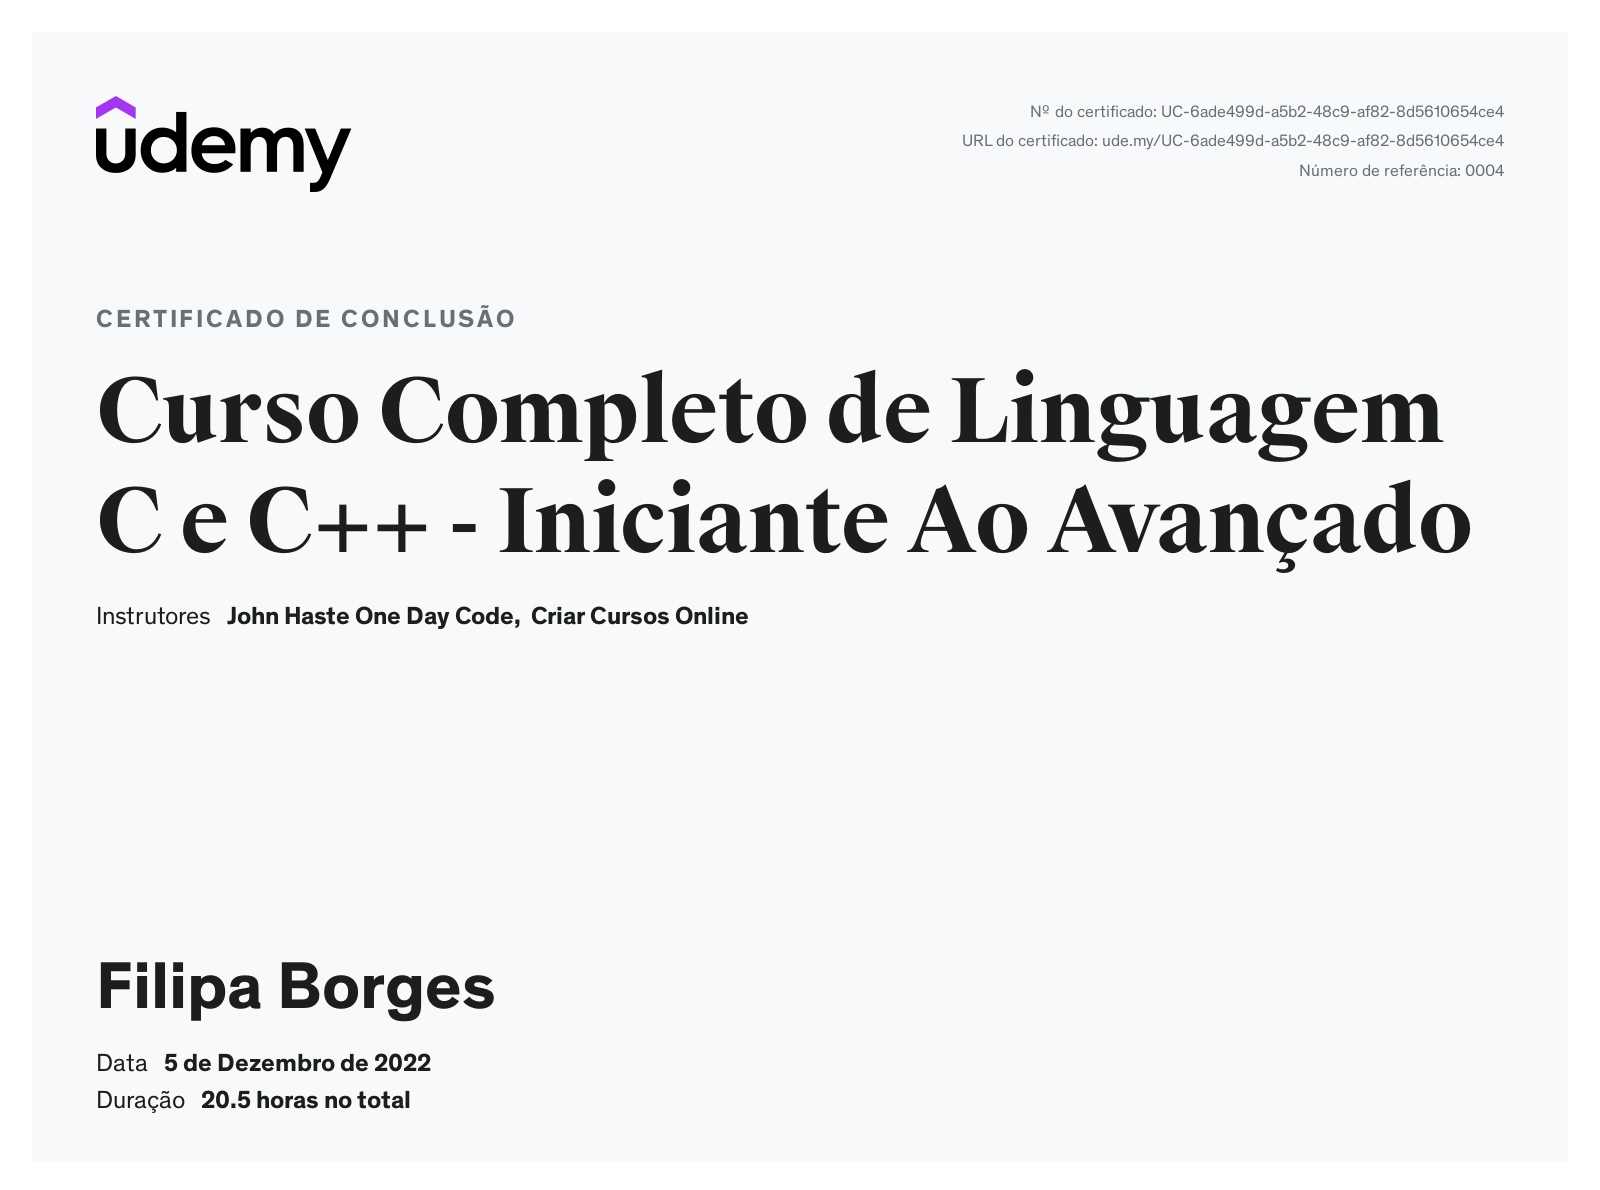 udemy
Nº do certificado: UC-6ade499d-a5b2-48c9-af82-8d5610654ce4
URL do certificado: ude.my/UC-6ade499d-a5b2-48c9-af82-8d5610654ce4
Número de referência: 0004
CERTIFICADO DE CONCLUSÃO
Curso Completo de Linguagem
C e C++ - Iniciante Ao Avançado
Instrutores John Haste One Day Code, Criar Cursos Online
Filipa Borges
Data 5 de Dezembro de 2022
Duração 20.5 horas no total